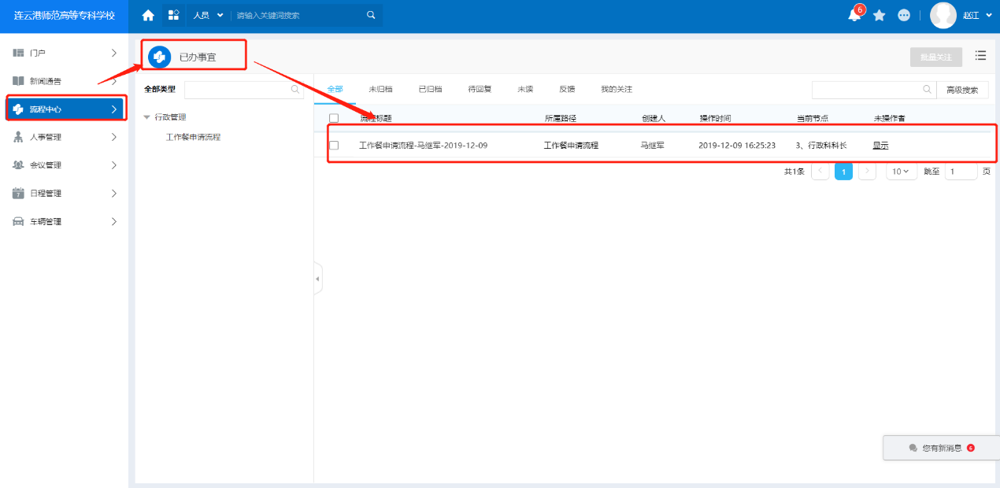 连云港师范高等专科学校
人员 请输入关键词搜索
6
赵江
门户
新闻通告
流程中心
人事管理
会议管理
7
日程管理
车辆管理
已办事宜
批量关注
全部类型
行政管理
工作餐申请流程
全部 未归档 已归档 待回复 未读 反馈 我的关注
高级搜索
流程标题 所属路径 创建人 操作时间 当前节点 未操作者
工作餐申请流程-马继军-2019-12-09 工作餐申请流程 马继军 2019-12-09 16:25:23 3、行政科科长 显示
共1条 1 10 跳至 1 页
您有新消息 6